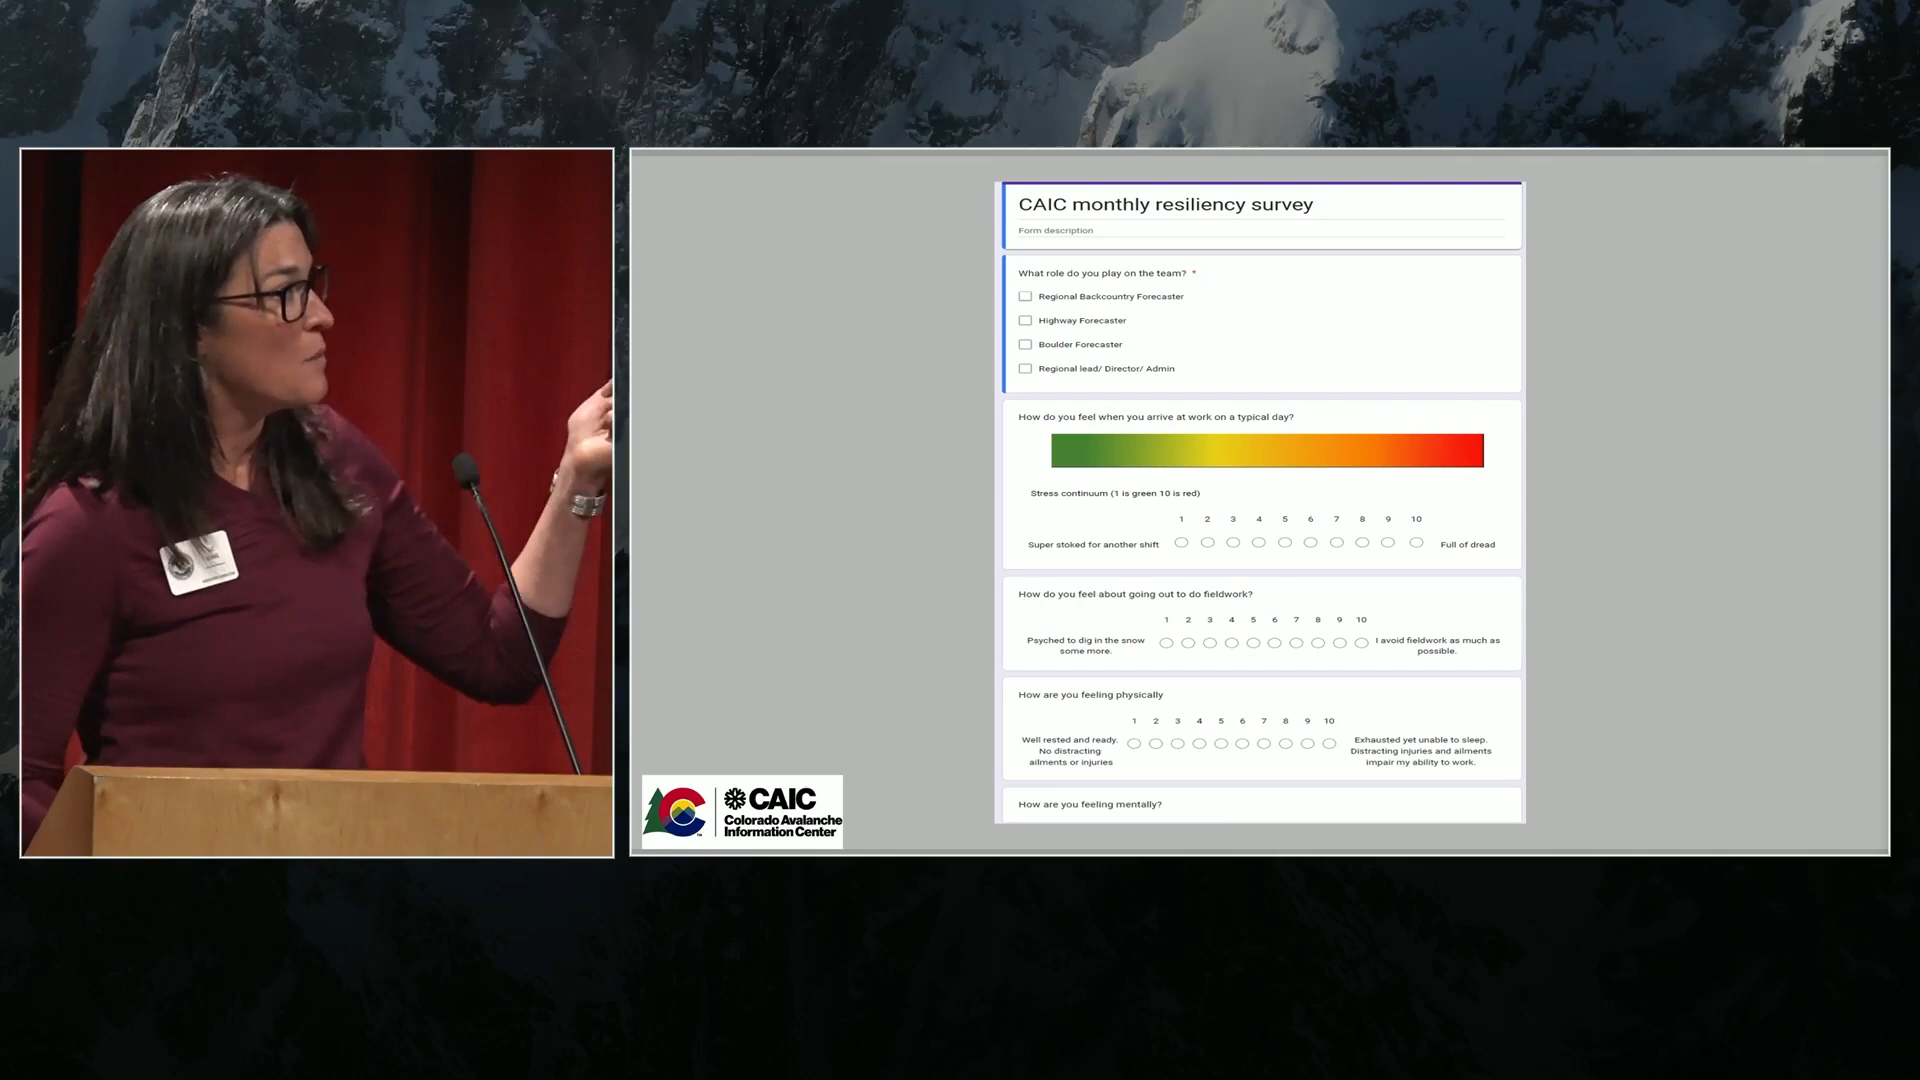 CAIC monthly resiliency survey
Form description
What role do you play on the team? *
Regional Backcountry Forecaster
Highway Forecaster
Boulder Forecaster
Regional lead/ Director/ Admin
How do you feel when you arrive at work on a typical day?
Stress continuum (1 is green 10 is red)
1 2 3 4 5 6 7 8 9 10
Super stoked for another shift
Full of dread
How do you feel about going out to do fieldwork?
1 2 3 4 5 6 7 8 9 10
Psyched to dig in the snow
some more.
I avoid fieldwork as much as
possible.
How are you feeling physically
1 2 3 4 5 6 7 8 9 10
Well rested and ready.
No distracting
ailments or injuries
Exhausted yet unable to sleep.
Distracting injuries and ailments
impair my ability to work.
How are you feeling mentally?
CAIC
Colorado Avalanche
Information Center